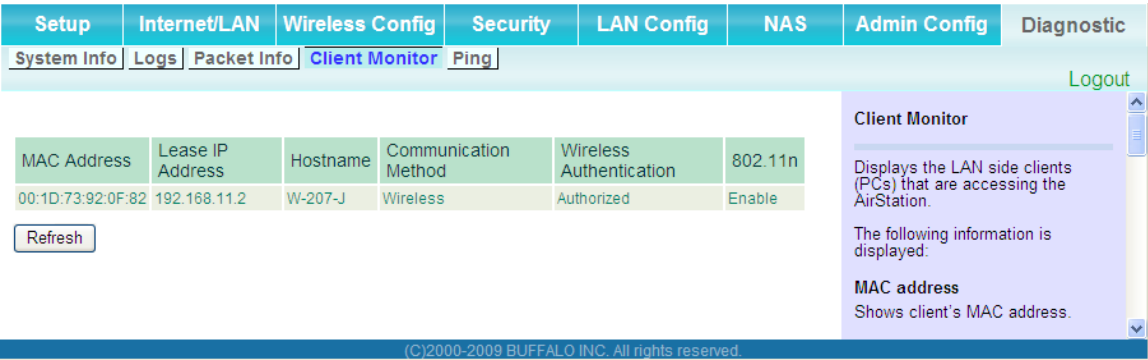 Setup Internet/LAN Wireless Config Security LAN Config NAS Admin Config Diagnostic
System Info Logs Packet Info Client Monitor Ping
Logout
MAC Address Lease IP Address Hostname Communication Method Wireless Authentication 802.11n
00:1D:73:92:0F:82 192.168.11.2 W-207-J Wireless Authorized Enable
Refresh
Client Monitor
Displays the LAN side clients
(PCs) that are accessing the
AirStation.
The following information is
displayed:
MAC address
Shows client's MAC address.
(C)2000-2009 BUFFALO INC. All rights reserved.